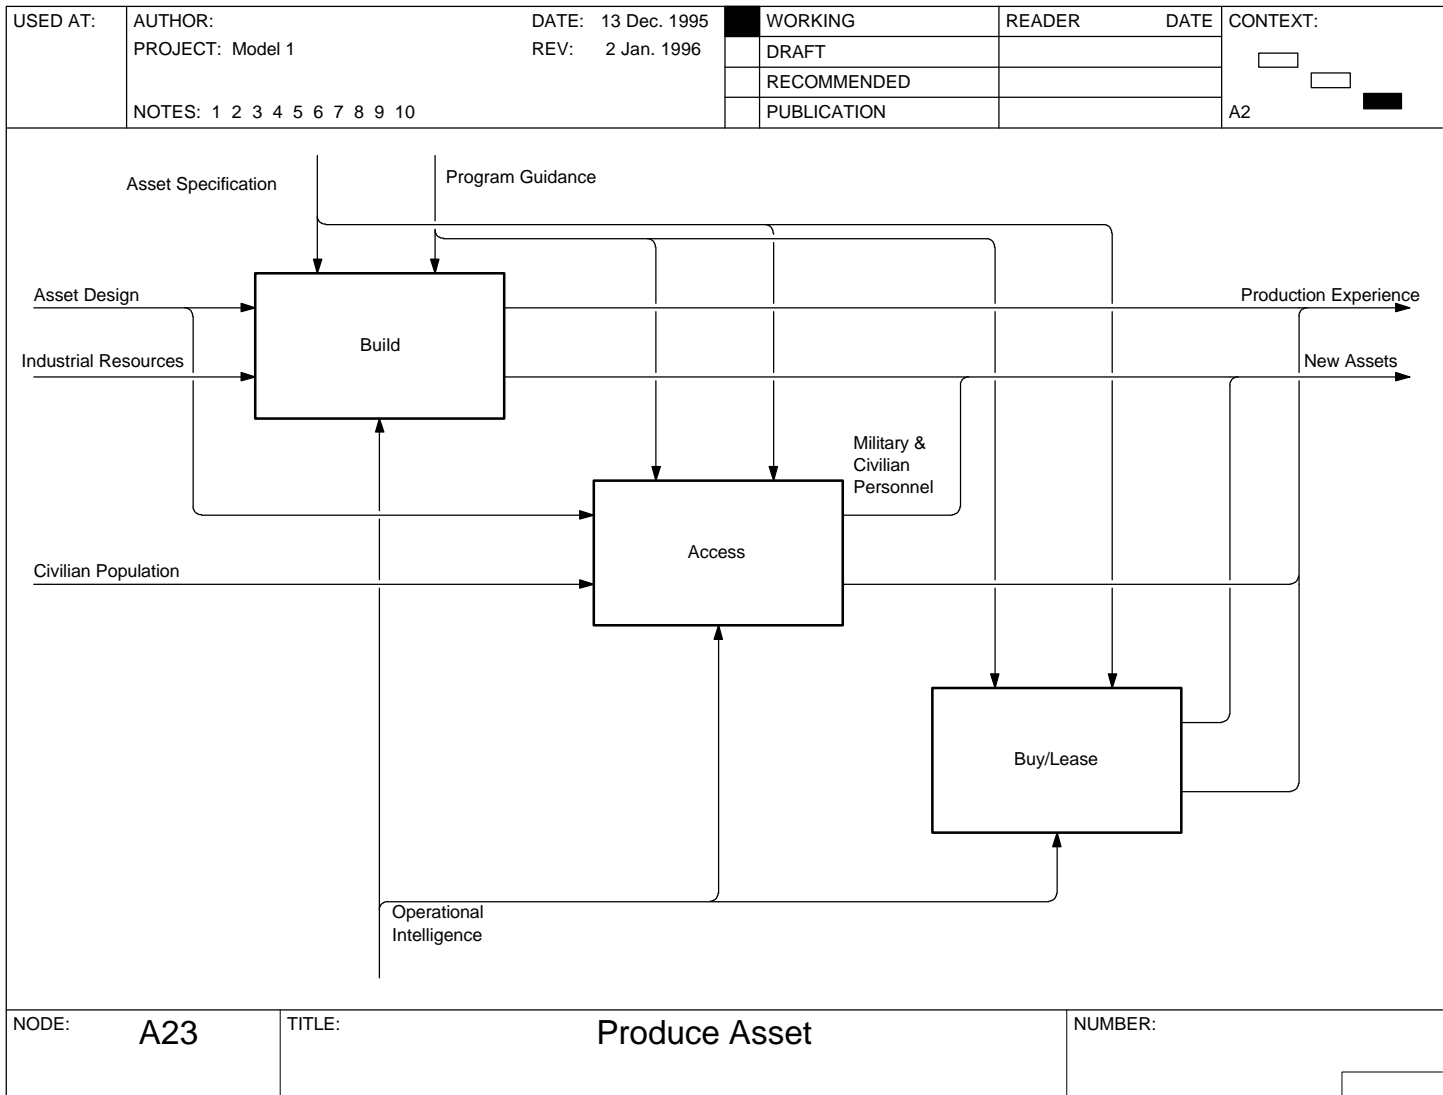 USED AT:
AUTHOR:
DATE: 13 Dec. 1995
WORKING
READER
DATE
CONTEXT:
PROJECT: Model 1
REV: 2 Jan. 1996
DRAFT
RECOMMENDED
NOTES: 1 2 3 4 5 6 7 8 9 10
PUBLICATION
A2
Program Guidance
Asset Specification
Asset Design
Production Experience
Build
Industrial Resources
New Assets
Military &
Civilian
Personnel
Access
Civilian Population
Buy/Lease
Operational
Intelligence
NODE:
A23
TITLE:
Produce Asset
NUMBER: